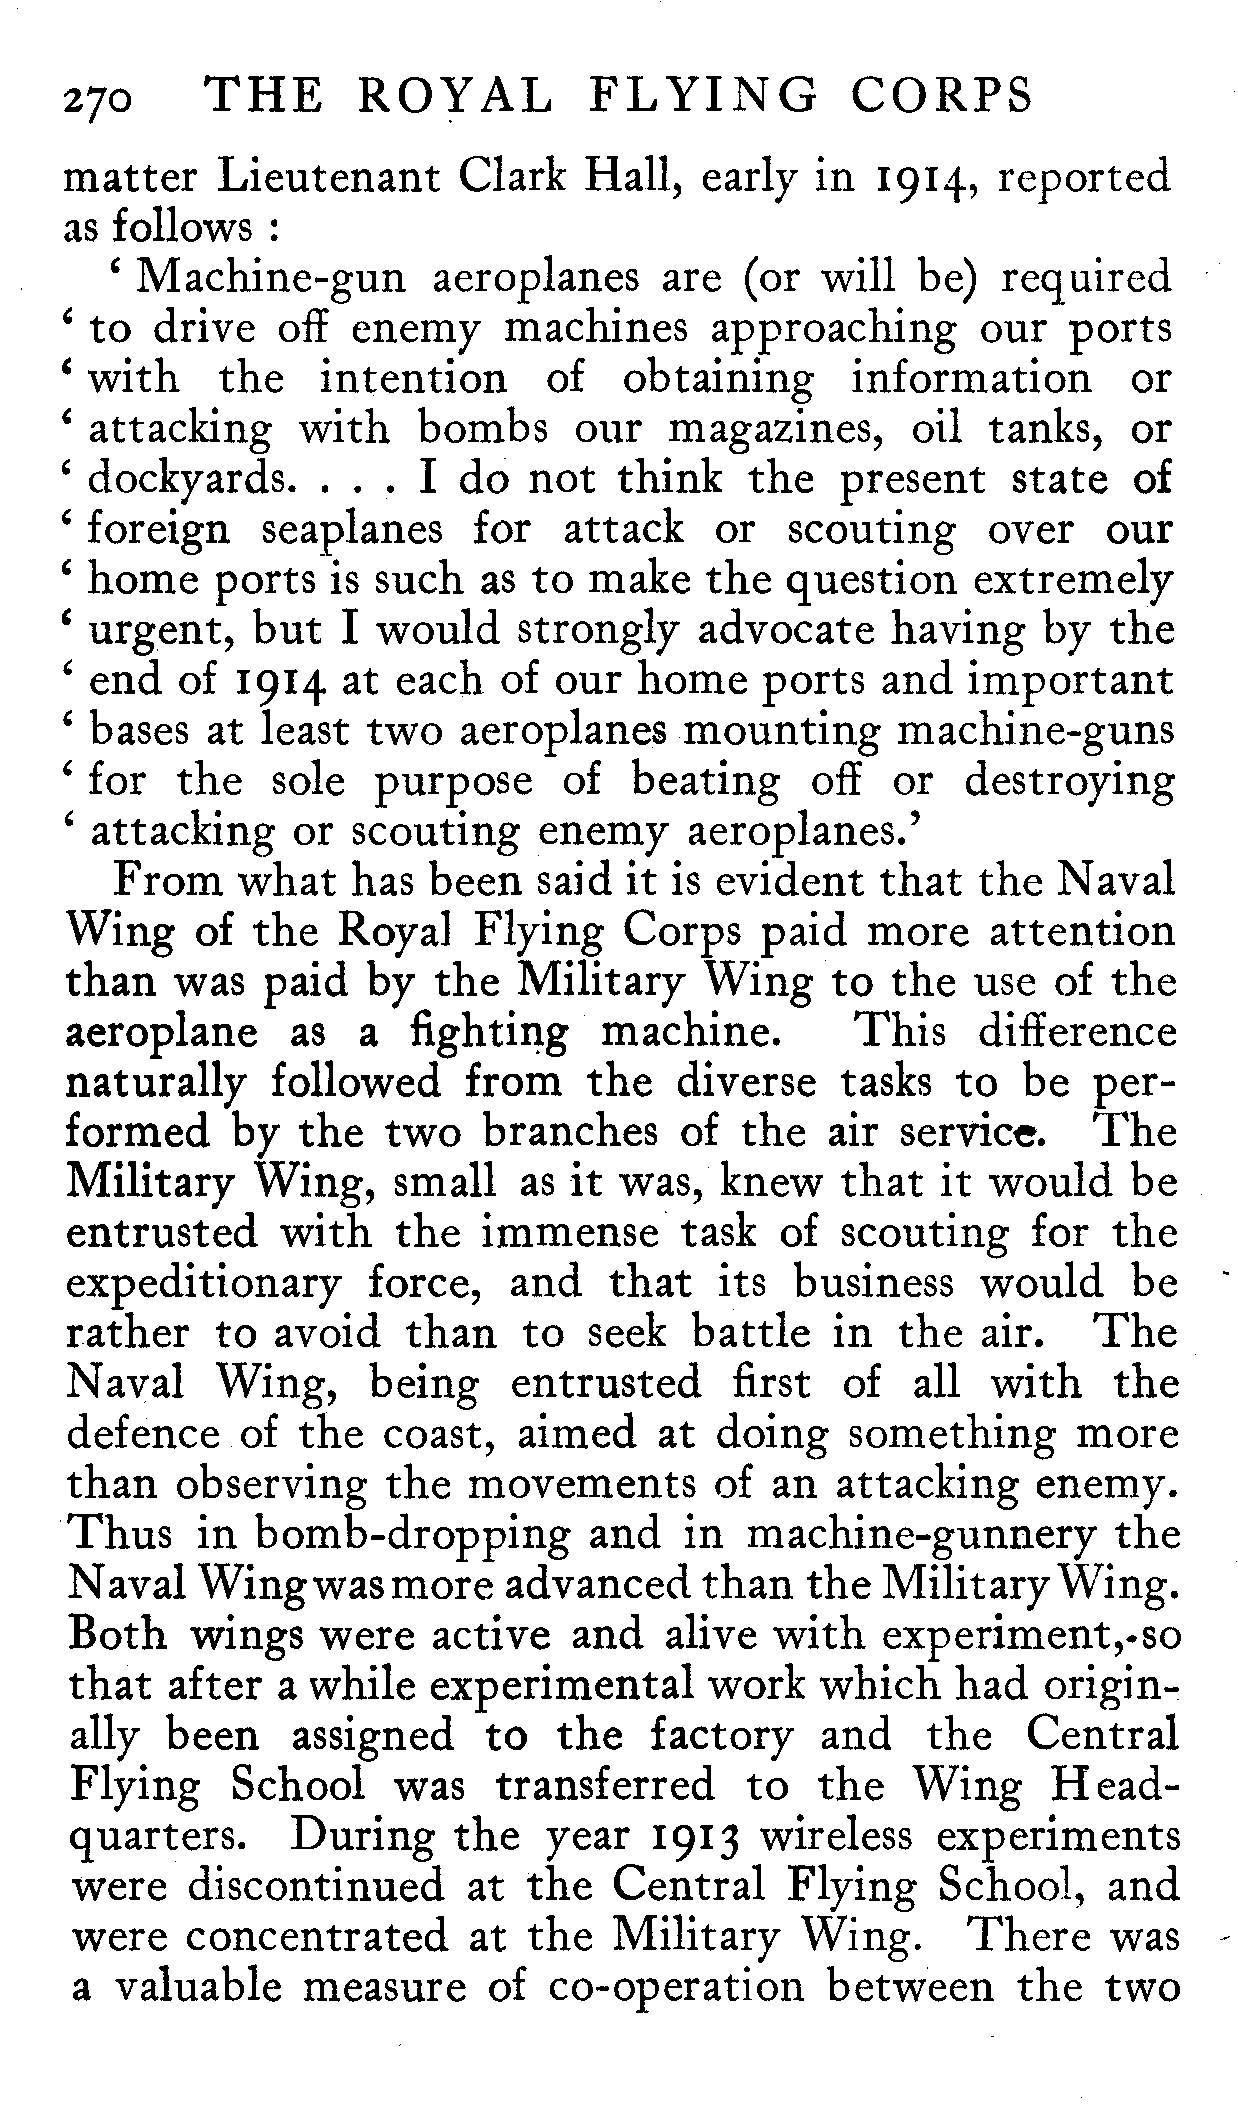 270 THE ROYAL FLYING CORPS
matter Lieutenant Clark Hall, early in 1914, reported
as follows :
‘ Machine-gun aeroplanes are (or will be) required
‘ to drive off enemy machines approaching our ports
‘ with the intention of obtaining information or
‘ attacking with bombs our magazines, oil tanks, or
‘ dockyards. . . . I do not think the present state of
‘ foreign seaplanes for attack or scouting over our
‘ home ports is such as to make the question extremely
‘ urgent, but I would strongly advocate having by the
‘ end of 1914 at each of our home ports and important
‘ bases at least two aeroplanes mounting machine-guns
‘ for the sole purpose of beating off or destroying
‘ attacking or scouting enemy aeroplanes.’
From what has been said it is evident that the Naval
Wing of the Royal Flying Corps paid more attention
than was paid by the Military Wing to the use of the
aeroplane as a fighting machine. This difference
naturally followed from the diverse tasks to be per-
formed by the two branches of the air service. The
Military Wing, small as it was, knew that it would be
entrusted with the immense task of scouting for the
expeditionary force, and that its business would be
rather to avoid than to seek battle in the air. The
Naval Wing, being entrusted first of all with the
defence of the coast, aimed at doing something more
than observing the movements of an attacking enemy.
Thus in bomb-dropping and in machine-gunnery the
Naval Wing was more advanced than the Military Wing.
Both wings were active and alive with experiment, so
that after a while experimental work which had origin-
ally been assigned to the factory and the Central
Flying School was transferred to the Wing Head-
quarters. During the year 1913 wireless experiments
were discontinued at the Central Flying School, and
were concentrated at the Military Wing. There was
a valuable measure of co-operation between the two